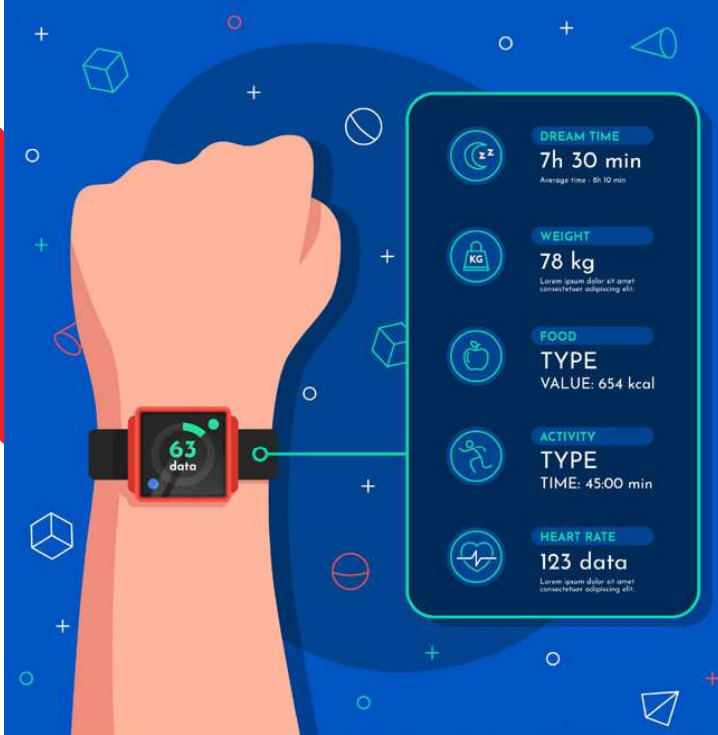 63
data
DREAM TIME
7h 30 min
Average time - 8h 10 min
WEIGHT
KG
78 kg
Lorem ipsum dolor sit amet
consectetuer adipiscing elit.
FOOD
TYPE
VALUE: 654 kcal
ACTIVITY
TYPE
TIME: 45:00 min
HEART RATE
123 data
Lorem ipsum dolor sit amet
consectetuer adipiscing elit.
zz